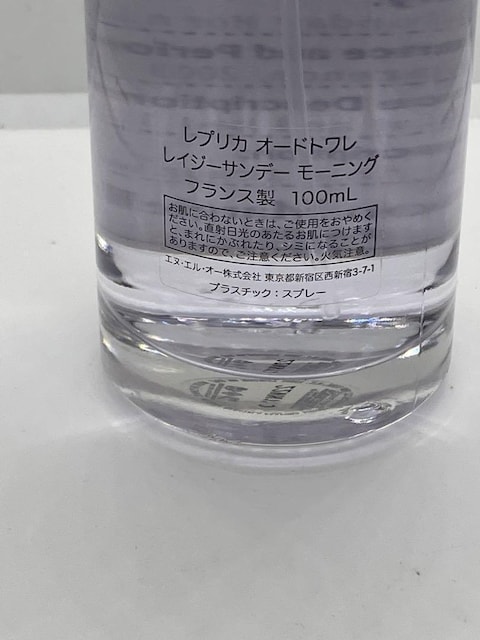 レプリカ オードトワレ
レイジーサンデー モーニング
フランス製 100mL
お肌に合わないときは、ご使用をおやめく
ださい。直射日光のあたるお肌につけます
と、まれにかぶれたり、シミになることが
ありますので、ご注意ください。火気注意。
エヌ・エル・オー株式会社 東京都新宿区西新宿3-7-1
プラスチック：スプレー